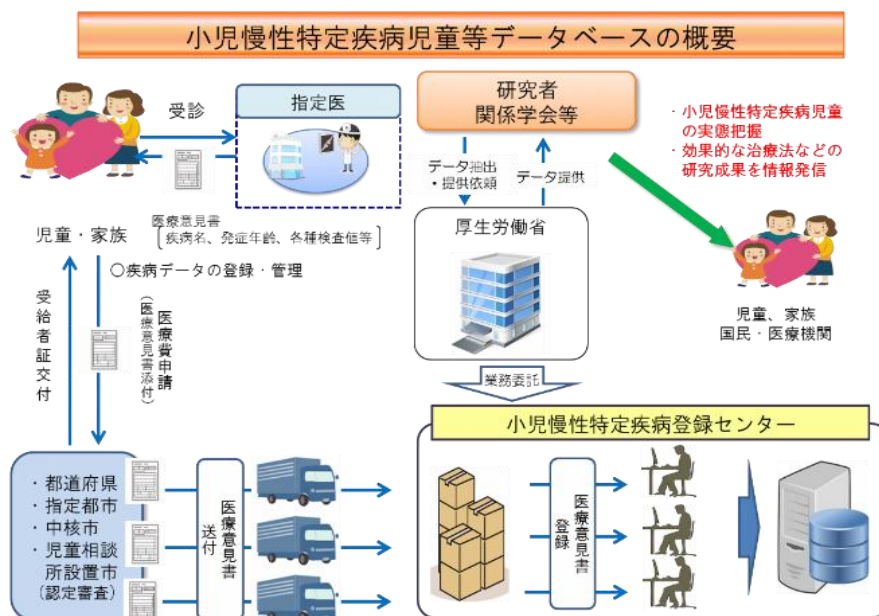 小児慢性特定疾病児童等データベースの概要
受診
指定医
研究者
関係学会等
・小児慢性特定疾病児童
の実態把握
・効果的な治療法などの
研究成果を情報発信
データ抽出
・提供依頼
データ提供
児童・家族
医療意見書
疾病名、発症年齢、各種検査値等
〇疾病データの登録・管理
厚生労働省
児童、家族
国民・医療機関
受給者証交付
医療費申請
（医療意見書添付）
業務委託
小児慢性特定疾病登録センター
・都道府県
・指定都市
・中核市
・児童相談
所設置市
（認定審査）
医療意見書
送付
医療意見書
登録